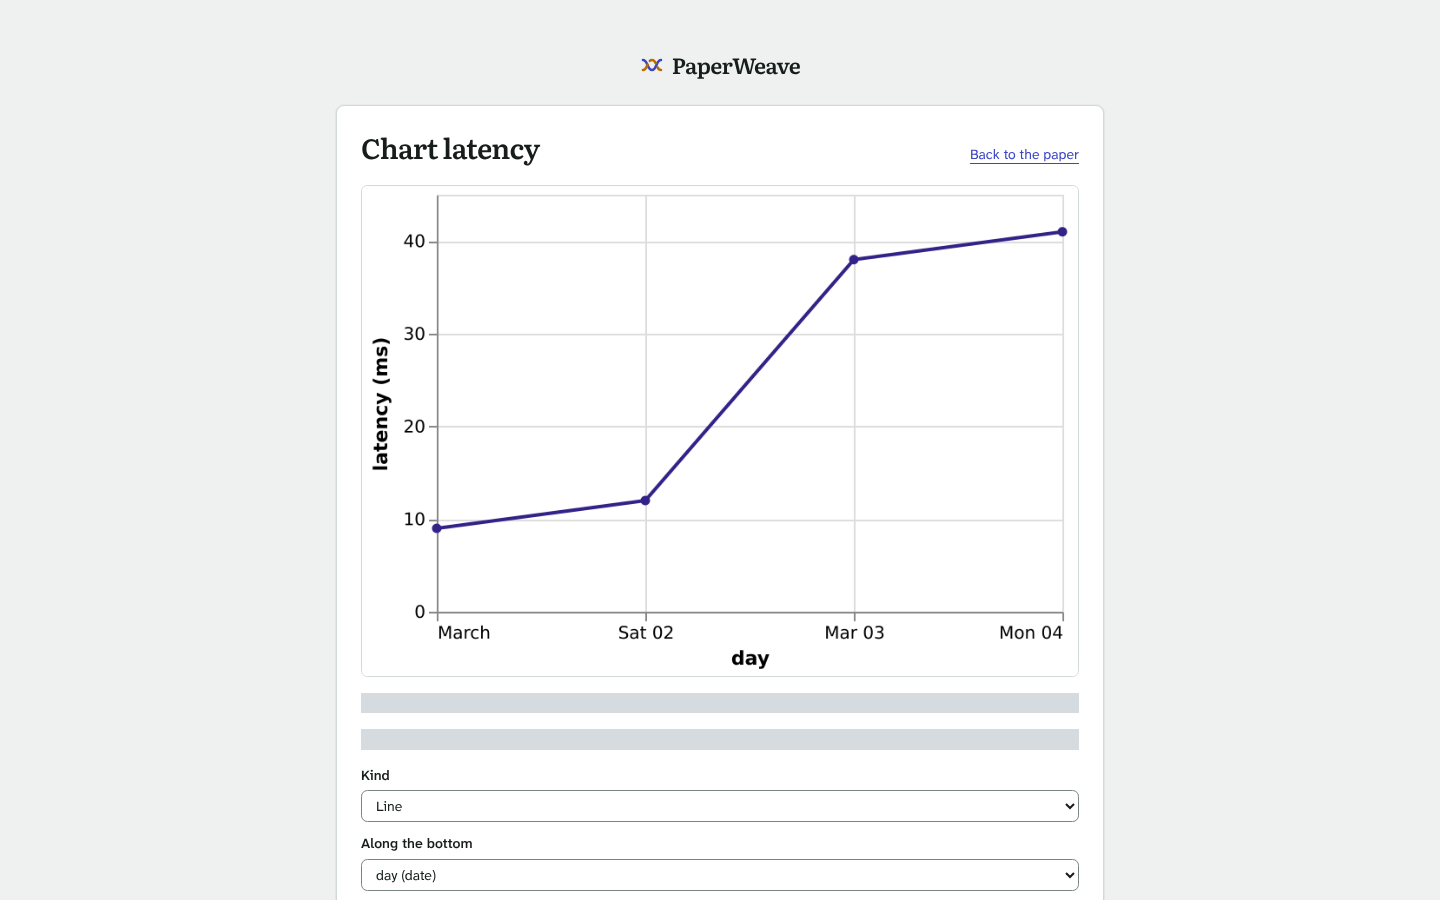 PaperWeave
Chart latency
Back to the paper
40
30
20
10
0
latency (ms)
March
Sat 02
Mar 03
Mon 04
day
Kind
Line
Along the bottom
day (date)